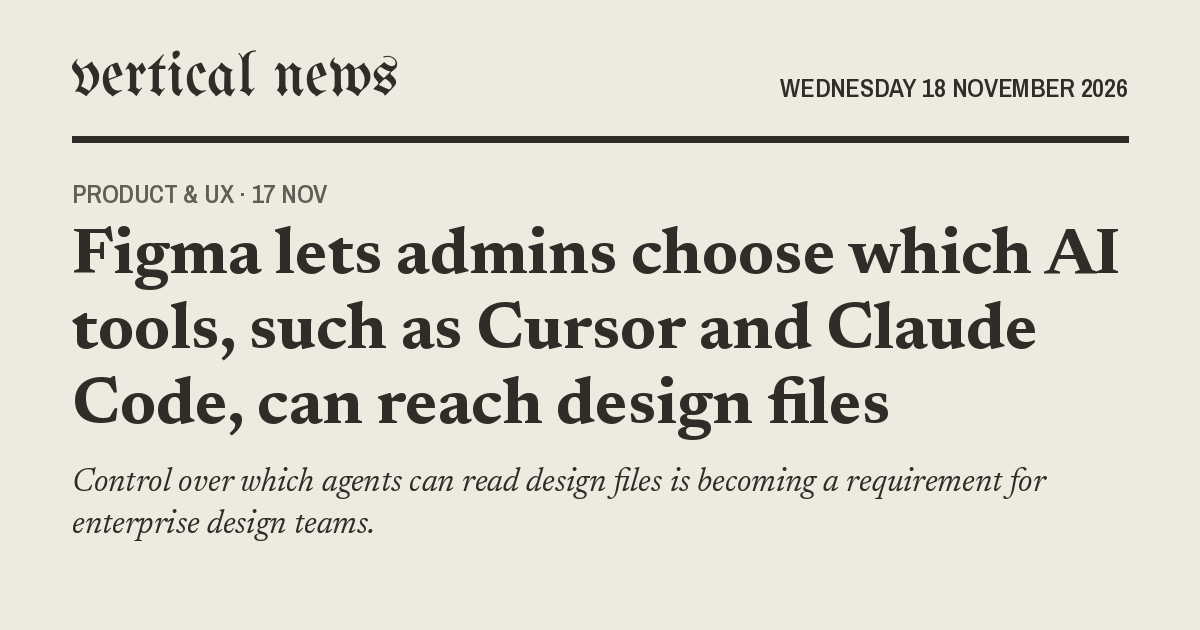 vertical news
WEDNESDAY 18 NOVEMBER 2026
PRODUCT & UX · 17 NOV
Figma lets admins choose which AI
tools, such as Cursor and Claude
Code, can reach design files
Control over which agents can read design files is becoming a requirement for
enterprise design teams.